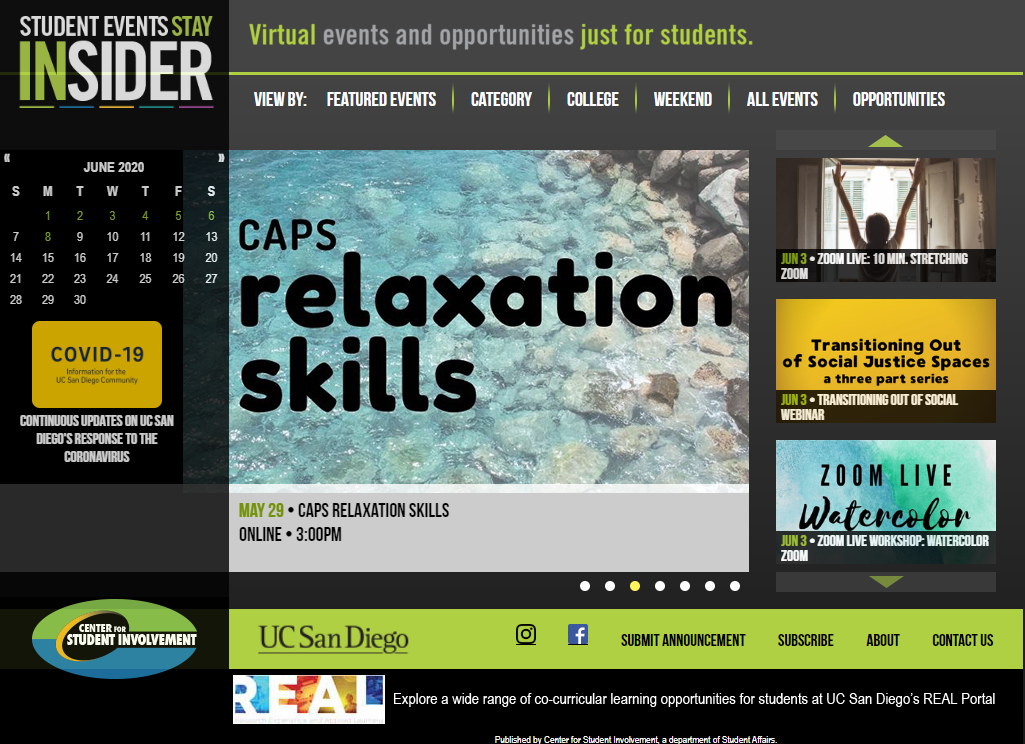 STUDENT EVENTS STAY
INSIDER
Virtual events and opportunities just for students.
VIEW BY: FEATURED EVENTS CATEGORY COLLEGE WEEKEND ALL EVENTS OPPORTUNITIES
« »
JUNE 2020
S M T W T F S
1 2 3 4 5 6
7 8 9 10 11 12 13
14 15 16 17 18 19 20
21 22 23 24 25 26 27
28 29 30
COVID-19
Information for the
UC San Diego Community
CONTINUOUS UPDATES ON UC SAN
DIEGO'S RESPONSE TO THE
CORONAVIRUS
CAPS
relaxation
skills
MAY 29 • CAPS RELAXATION SKILLS
ONLINE • 3:00PM
JUN 3 • ZOOM LIVE: 10 MIN. STRETCHING
ZOOM
Transitioning Out
of Social Justice Spaces
a three part series
JUN 3 • TRANSITIONING OUT OF SOCIAL
WEBINAR
ZOOM LIVE
Watercolor
JUN 3 • ZOOM LIVE WORKSHOP: WATERCOLOR
ZOOM
CENTER FOR
STUDENT INVOLVEMENT
UC San Diego
SUBMIT ANNOUNCEMENT SUBSCRIBE ABOUT CONTACT US
REAL
Explore a wide range of co-curricular learning opportunities for students at UC San Diego's REAL Portal
Published by Center for Student Involvement, a department of Student Affairs.